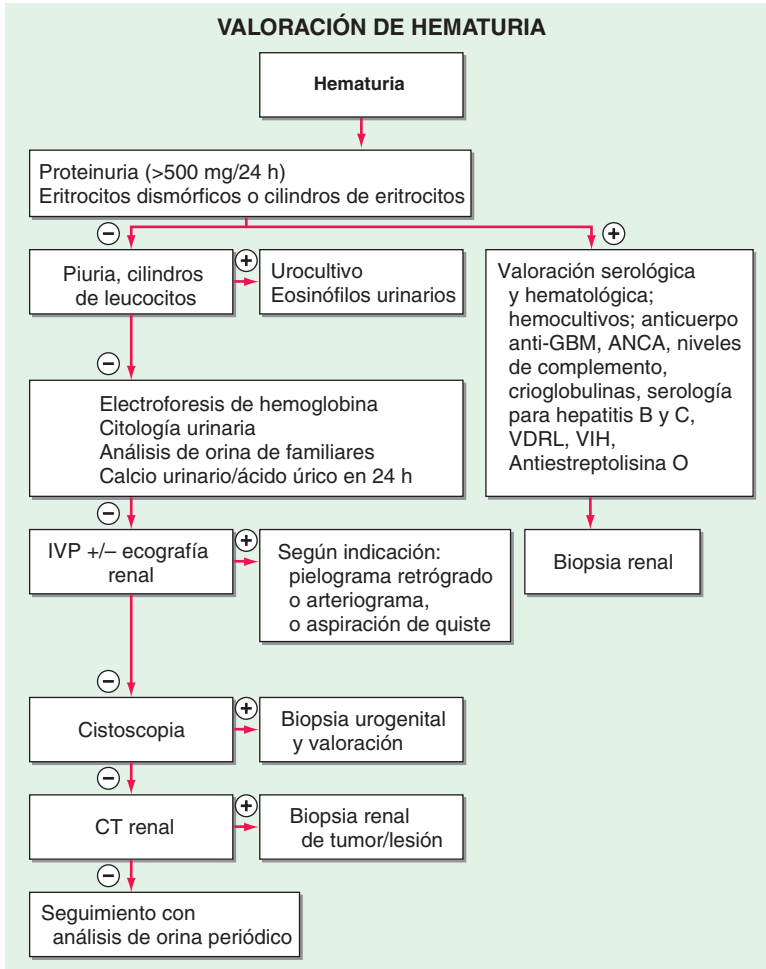 VALORACIÓN DE HEMATURIA
Hematuria
Proteinuria (>500 mg/24 h)
Eritrocitos dismórficos o cilindros de eritrocitos
−
+
Piuria, cilindros
de leucocitos
+
Urocultivo
Eosinófilos urinarios
Valoración serológica
y hematológica;
hemocultivos; anticuerpo
anti-GBM, ANCA, niveles
de complemento,
crioglobulinas, serología
para hepatitis B y C,
VDRL, VIH,
Antiestreptolisina O
−
Electroforesis de hemoglobina
Citología urinaria
Análisis de orina de familiares
Calcio urinario/ácido úrico en 24 h
−
IVP +/– ecografía
renal
+
Según indicación:
pielograma retrógrado
o arteriograma,
o aspiración de quiste
Biopsia renal
−
Cistoscopia
+
Biopsia urogenital
y valoración
−
CT renal
+
Biopsia renal
de tumor/lesión
−
Seguimiento con
análisis de orina periódico